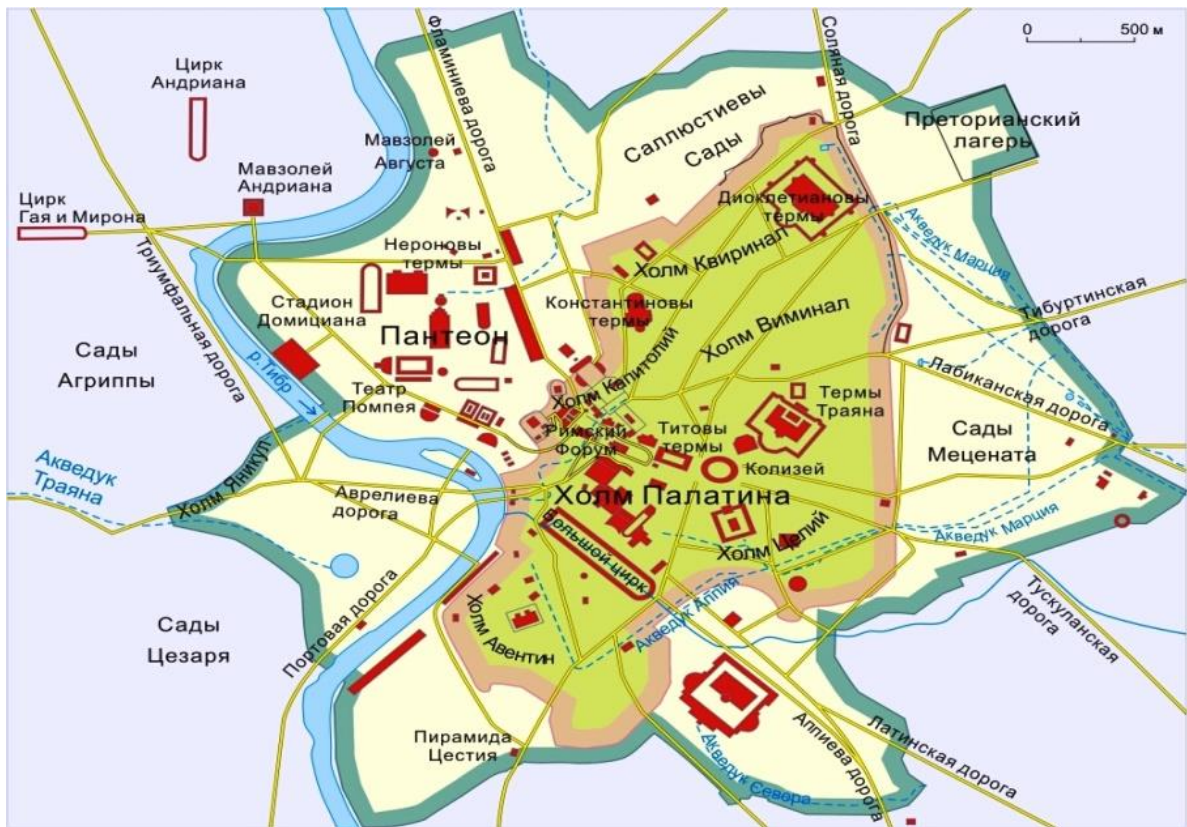 0 500 м
Цирк
Андриана
Фламиниева дорога
Соляная дорога
Саллюстиевы
Сады
Преторианский
лагерь
Мавзолей
Августа
Мавзолей
Андриана
Цирк
Гая и Мирона
Диоклетиановы
термы
Акведук Марция
Нероновы
термы
Холм Квиринал
Триумфальная дорога
Стадион
Домициана
Константиновы
термы
Холм Виминал
Тибуртинская
дорога
Пантеон
Сады
Агриппы
р.Тибр
Театр
Помпея
Холм Капитолий
Лабиканская дорога
Термы
Траяна
Римский
Форум
Титовы
термы
Сады
Мецената
Колизей
Акведук
Траяна
Холм Яникул
Аврелиева
дорога
Холм Палатина
Большой цирк
Холм Целий
Акведук Марция
Акведук Аппия
Тускуланская
дорога
Холм Авентин
Сады
Цезаря
Портовая дорога
Пирамида
Цестия
Акведук Севера
Аппиева дорога
Латинская дорога